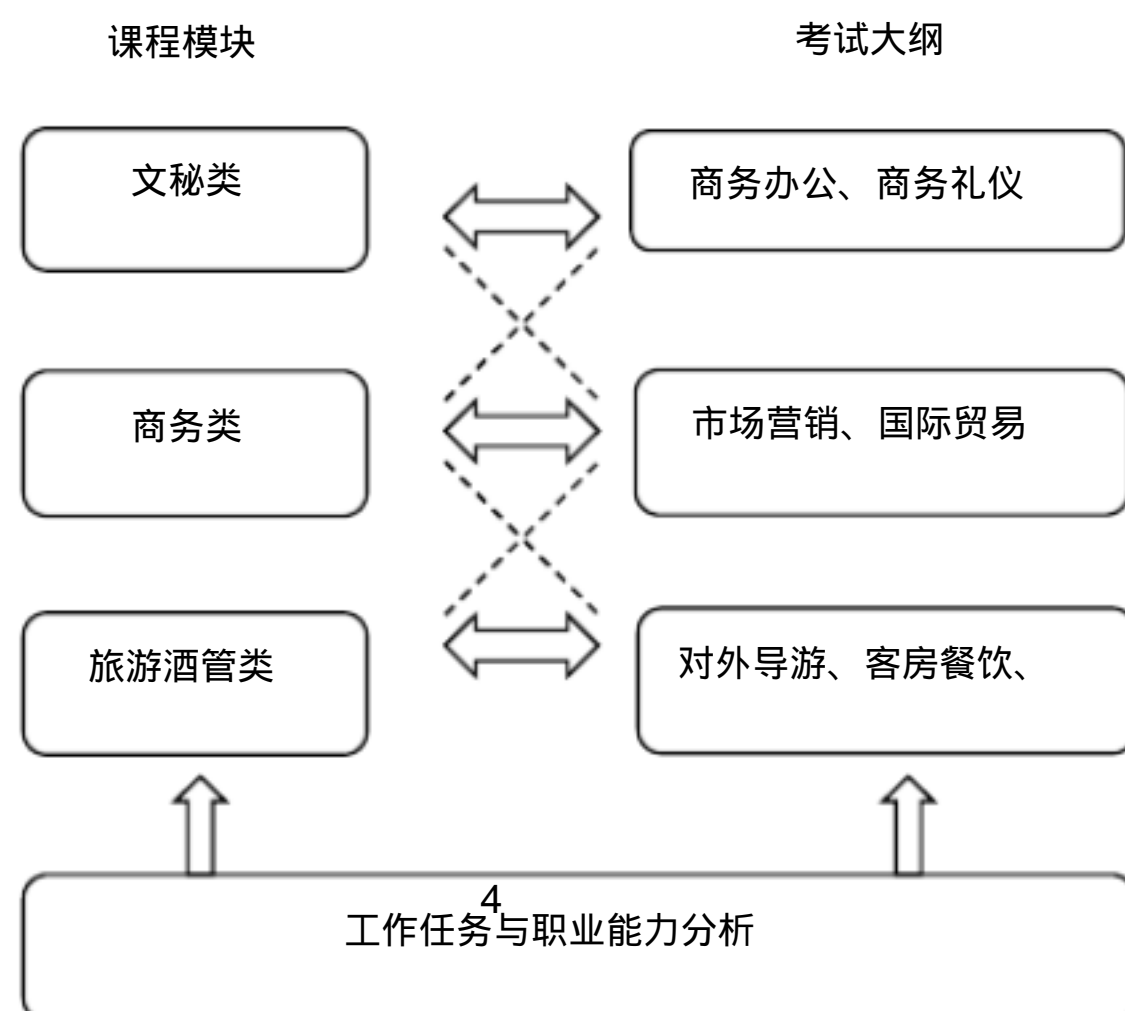 课程模块
考试大纲
文秘类
商务办公、商务礼仪
商务类
市场营销、国际贸易
旅游酒管类
对外导游、客房餐饮、
4
工作任务与职业能力分析